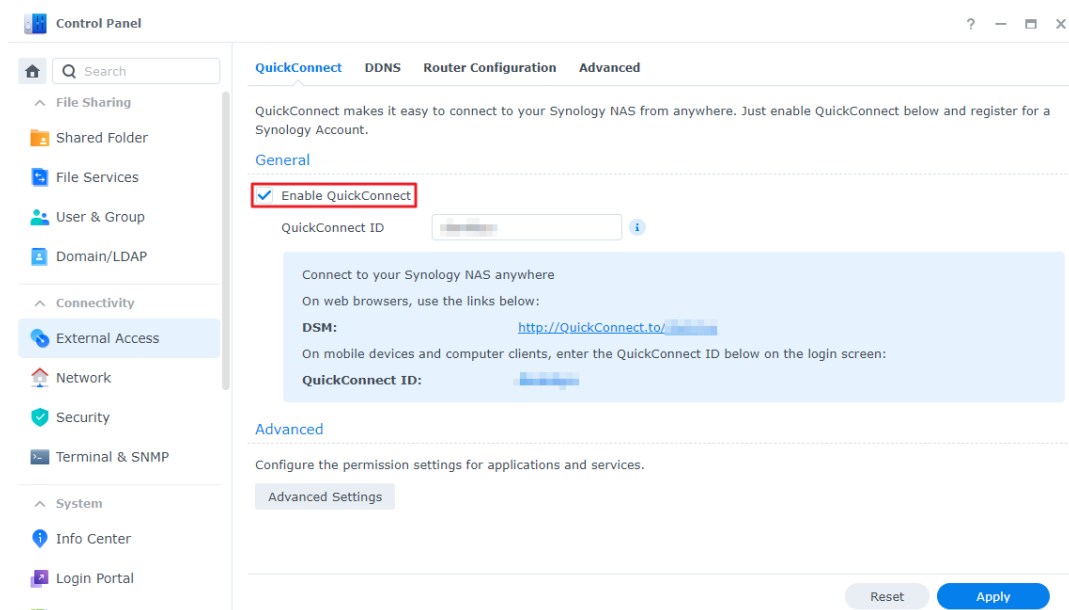 Control Panel
Search
File Sharing
Shared Folder
File Services
User & Group
Domain/LDAP
Connectivity
External Access
Network
Security
Terminal & SNMP
System
Info Center
Login Portal
QuickConnect DDNS Router Configuration Advanced
QuickConnect makes it easy to connect to your Synology NAS from anywhere. Just enable QuickConnect below and register for a
Synology Account.
General
Enable QuickConnect
QuickConnect ID
Connect to your Synology NAS anywhere
On web browsers, use the links below:
DSM: http://QuickConnect.to/
On mobile devices and computer clients, enter the QuickConnect ID below on the login screen:
QuickConnect ID:
Advanced
Configure the permission settings for applications and services.
Advanced Settings
Reset Apply